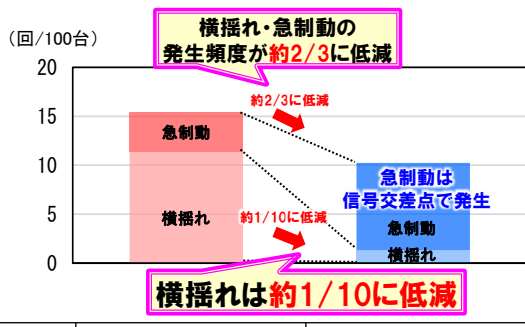 横揺れ・急制動の
発生頻度が約2/3に低減
(回/100台)
20
15
10
5
0
約2/3に低減
急制動
横揺れ
約1/10に低減
急制動は
信号交差点で発生
急制動
横揺れ
横揺れは約1/10に低減